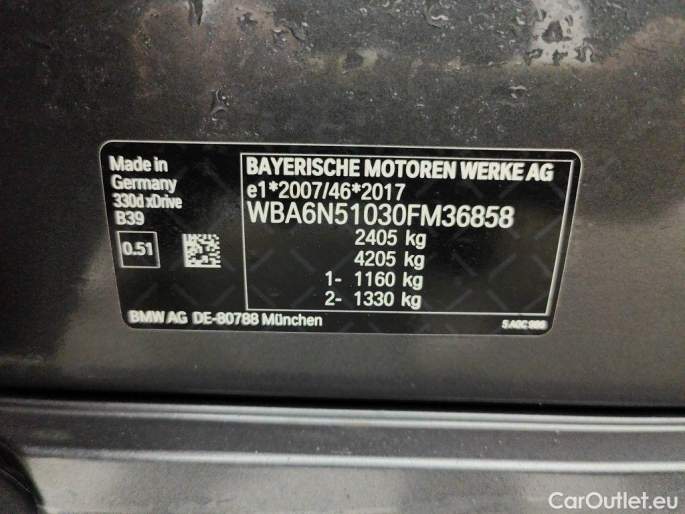 Made in
Germany
330d xDrive
B39
0.51
BMW AG DE-80788 München
BAYERISCHE MOTOREN WERKE AG
e1*2007/46*2017
WBA6N51030FM36858
2405 kg
4205 kg
1- 1160 kg
2- 1330 kg
CarOutlet.eu